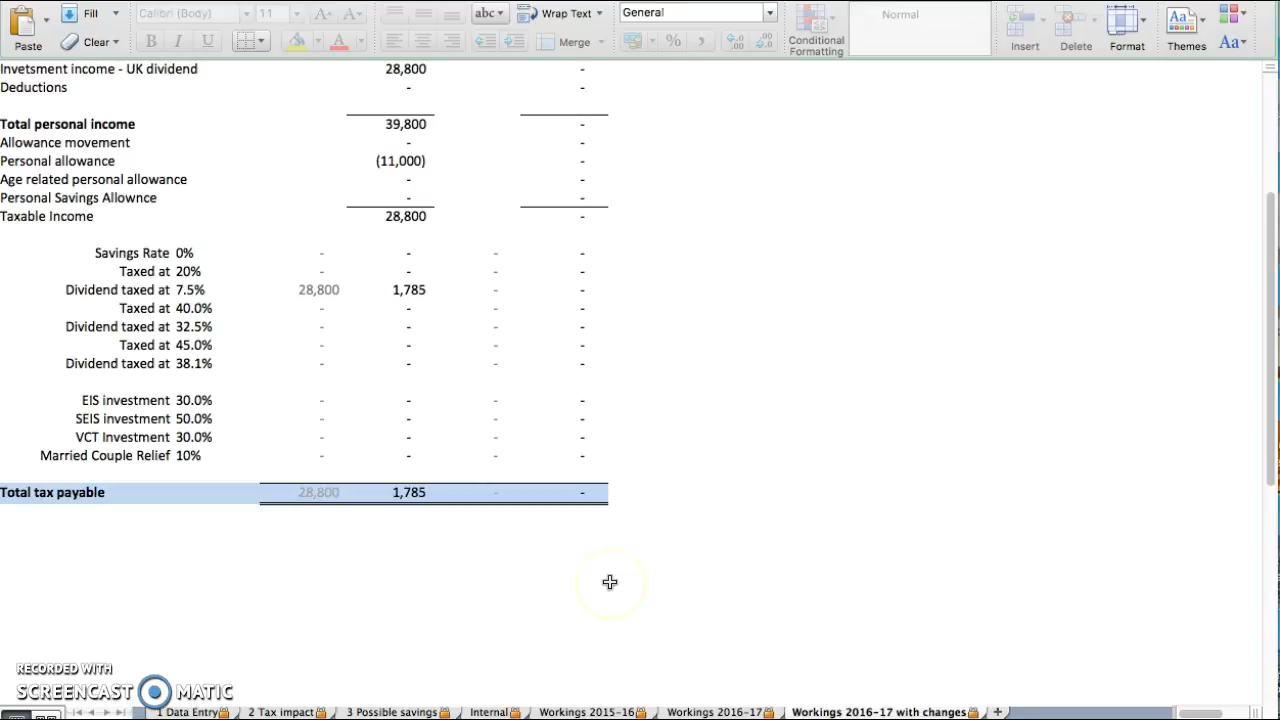 Fill Calibri (Body) 11 abc Wrap Text General Normal
Paste Clear B I U A Merge % Conditional Formatting Insert Delete Format Themes Aa
Invetsment income - UK dividend 28,800 -
Deductions - -
Total personal income 39,800 -
Allowance movement - -
Personal allowance (11,000) -
Age related personal allowance - -
Personal Savings Allownce - -
Taxable Income 28,800 -
Savings Rate 0% - - - -
Taxed at 20% - - - -
Dividend taxed at 7.5% 28,800 1,785 - -
Taxed at 40.0% - - - -
Dividend taxed at 32.5% - - - -
Taxed at 45.0% - - - -
Dividend taxed at 38.1% - - - -
EIS investment 30.0% - - - -
SEIS investment 50.0% - - - -
VCT Investment 30.0% - - - -
Married Couple Relief 10% - - - -
Total tax payable 28,800 1,785 - -
RECORDED WITH
SCREENCAST MATIC
1 Data Entry 2 Tax impact 3 Possible savings Internal Workings 2015-16 Workings 2016-17 Workings 2016-17 with changes +